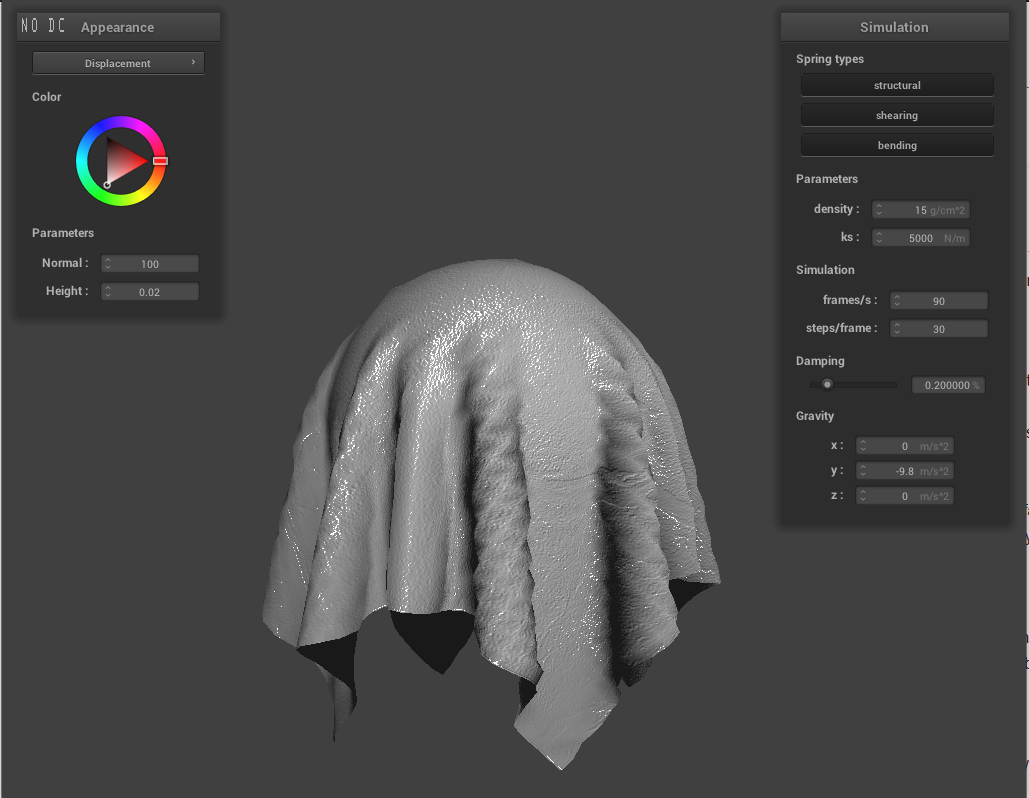 NO DC Appearance
Displacement ›
Color
Parameters
Normal : 100
Height : 0.02
Simulation
Spring types
structural
shearing
bending
Parameters
density : 15 g/cm^2
ks : 5000 N/m
Simulation
frames/s : 90
steps/frame : 30
Damping
0.200000 %
Gravity
x : 0 m/s^2
y : -9.8 m/s^2
z : 0 m/s^2